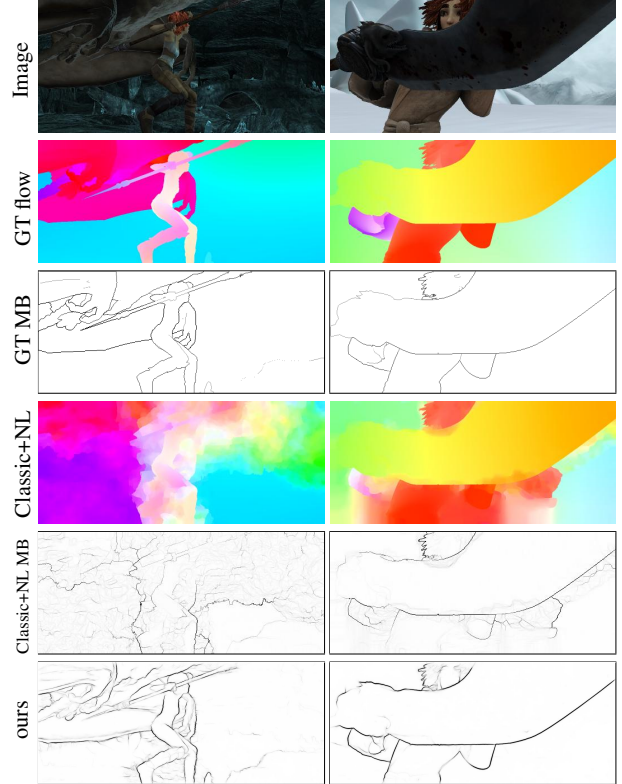 Image
GT flow
GT MB
Classic+NL
Classic+NL MB
ours